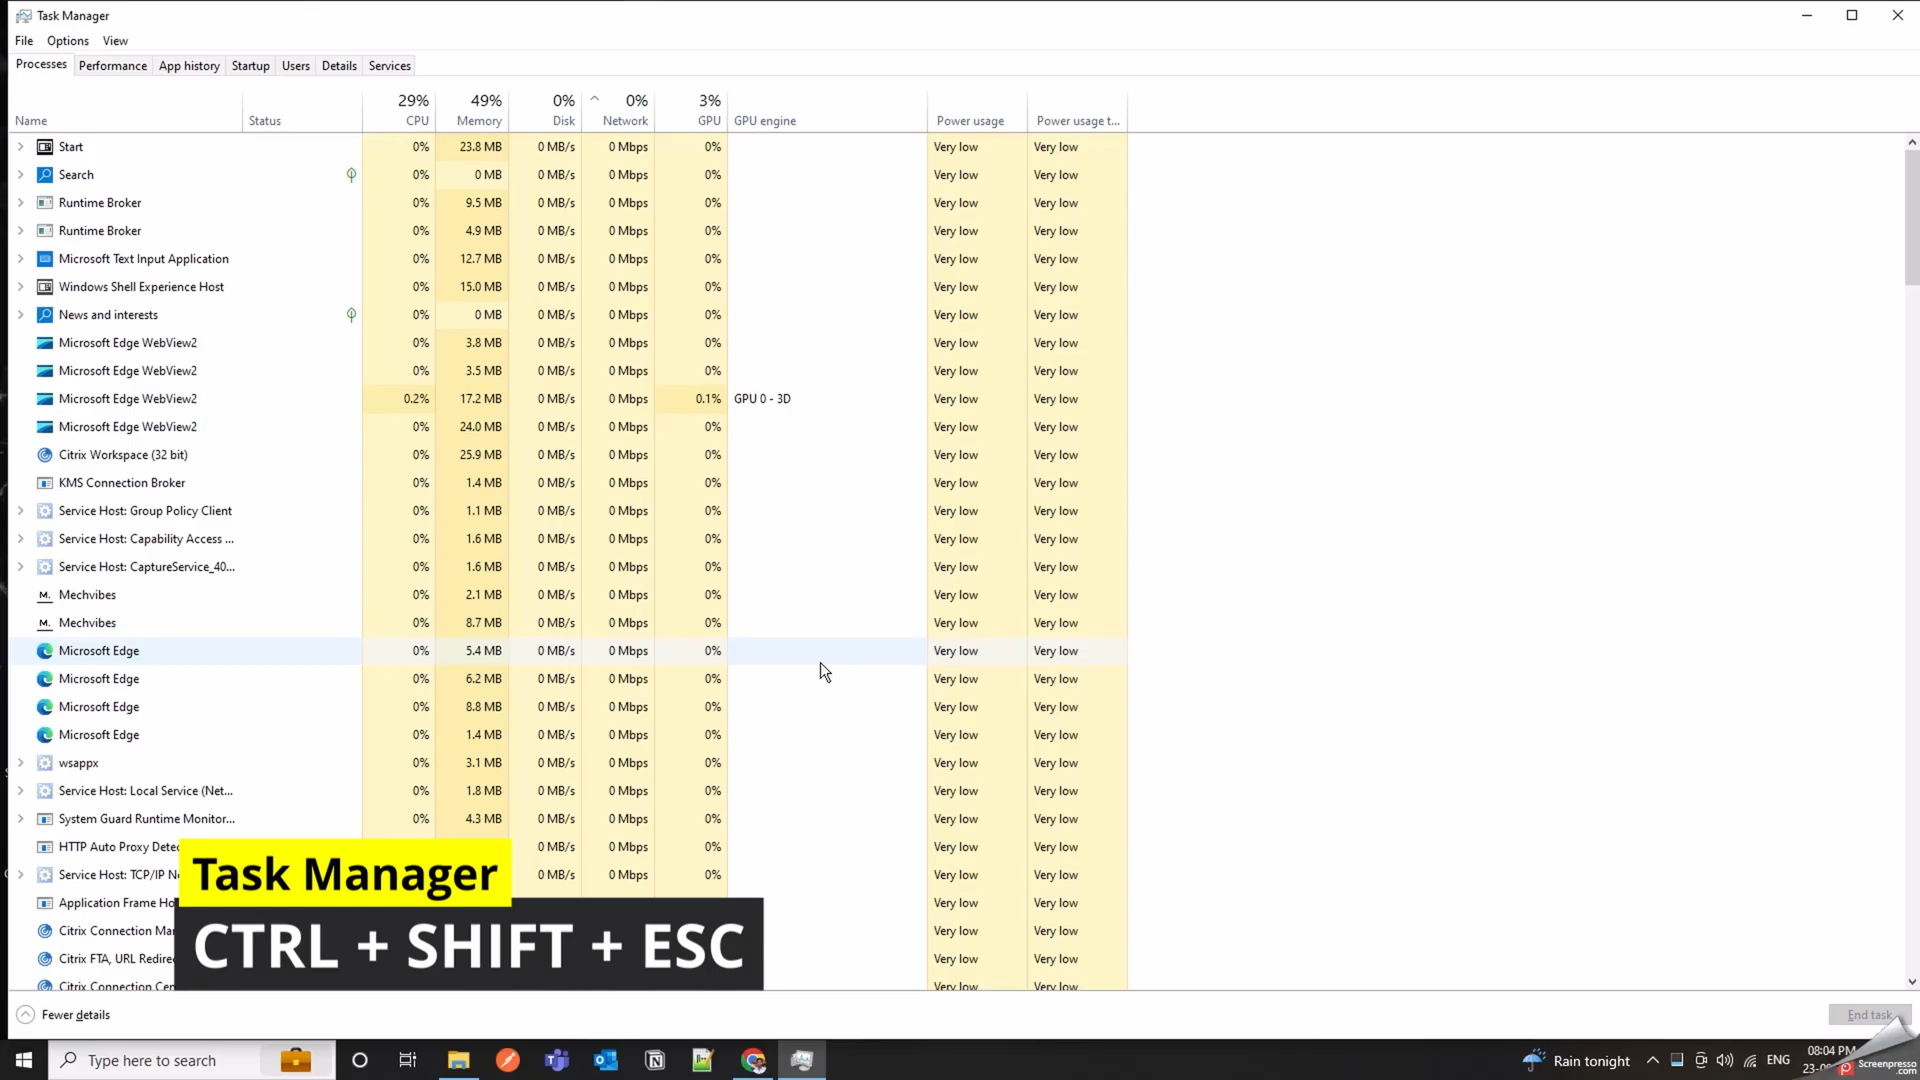 Task Manager
File Options View
Processes Performance App history Startup Users Details Services
29% 49% 0% 0% 3%
Name Status CPU Memory Disk Network GPU GPU engine Power usage Power usage t...
Start 0% 23.8 MB 0 MB/s 0 Mbps 0% Very low Very low
Search 0% 0 MB 0 MB/s 0 Mbps 0% Very low Very low
Runtime Broker 0% 9.5 MB 0 MB/s 0 Mbps 0% Very low Very low
Runtime Broker 0% 4.9 MB 0 MB/s 0 Mbps 0% Very low Very low
Microsoft Text Input Application 0% 12.7 MB 0 MB/s 0 Mbps 0% Very low Very low
Windows Shell Experience Host 0% 15.0 MB 0 MB/s 0 Mbps 0% Very low Very low
News and interests 0% 0 MB 0 MB/s 0 Mbps 0% Very low Very low
Microsoft Edge WebView2 0% 3.8 MB 0 MB/s 0 Mbps 0% Very low Very low
Microsoft Edge WebView2 0% 3.5 MB 0 MB/s 0 Mbps 0% Very low Very low
Microsoft Edge WebView2 0.2% 17.2 MB 0 MB/s 0 Mbps 0.1% GPU 0 - 3D Very low Very low
Microsoft Edge WebView2 0% 24.0 MB 0 MB/s 0 Mbps 0% Very low Very low
Citrix Workspace (32 bit) 0% 25.9 MB 0 MB/s 0 Mbps 0% Very low Very low
KMS Connection Broker 0% 1.4 MB 0 MB/s 0 Mbps 0% Very low Very low
Service Host: Group Policy Client 0% 1.1 MB 0 MB/s 0 Mbps 0% Very low Very low
Service Host: Capability Access ... 0% 1.6 MB 0 MB/s 0 Mbps 0% Very low Very low
Service Host: CaptureService_40... 0% 1.6 MB 0 MB/s 0 Mbps 0% Very low Very low
M. Mechvibes 0% 2.1 MB 0 MB/s 0 Mbps 0% Very low Very low
M. Mechvibes 0% 8.7 MB 0 MB/s 0 Mbps 0% Very low Very low
Microsoft Edge 0% 5.4 MB 0 MB/s 0 Mbps 0% Very low Very low
Microsoft Edge 0% 6.2 MB 0 MB/s 0 Mbps 0% Very low Very low
Microsoft Edge 0% 8.8 MB 0 MB/s 0 Mbps 0% Very low Very low
Microsoft Edge 0% 1.4 MB 0 MB/s 0 Mbps 0% Very low Very low
wsappx 0% 3.1 MB 0 MB/s 0 Mbps 0% Very low Very low
Service Host: Local Service (Net... 0% 1.8 MB 0 MB/s 0 Mbps 0% Very low Very low
System Guard Runtime Monitor... 0% 4.3 MB 0 MB/s 0 Mbps 0% Very low Very low
HTTP Auto Proxy Detec 0 MB/s 0 Mbps 0% Very low Very low
Service Host: TCP/IP Ne 0 MB/s 0 Mbps 0% Very low Very low
Application Frame Ho Very low Very low
Citrix Connection Mar Very low Very low
Citrix FTA, URL Redire Very low Very low
Citrix Connection Cen Very low Very low
Task Manager
CTRL + SHIFT + ESC
Fewer details End task
Type here to search Rain tonight ENG 08:04 PM
23-0
Screenpresso
.com